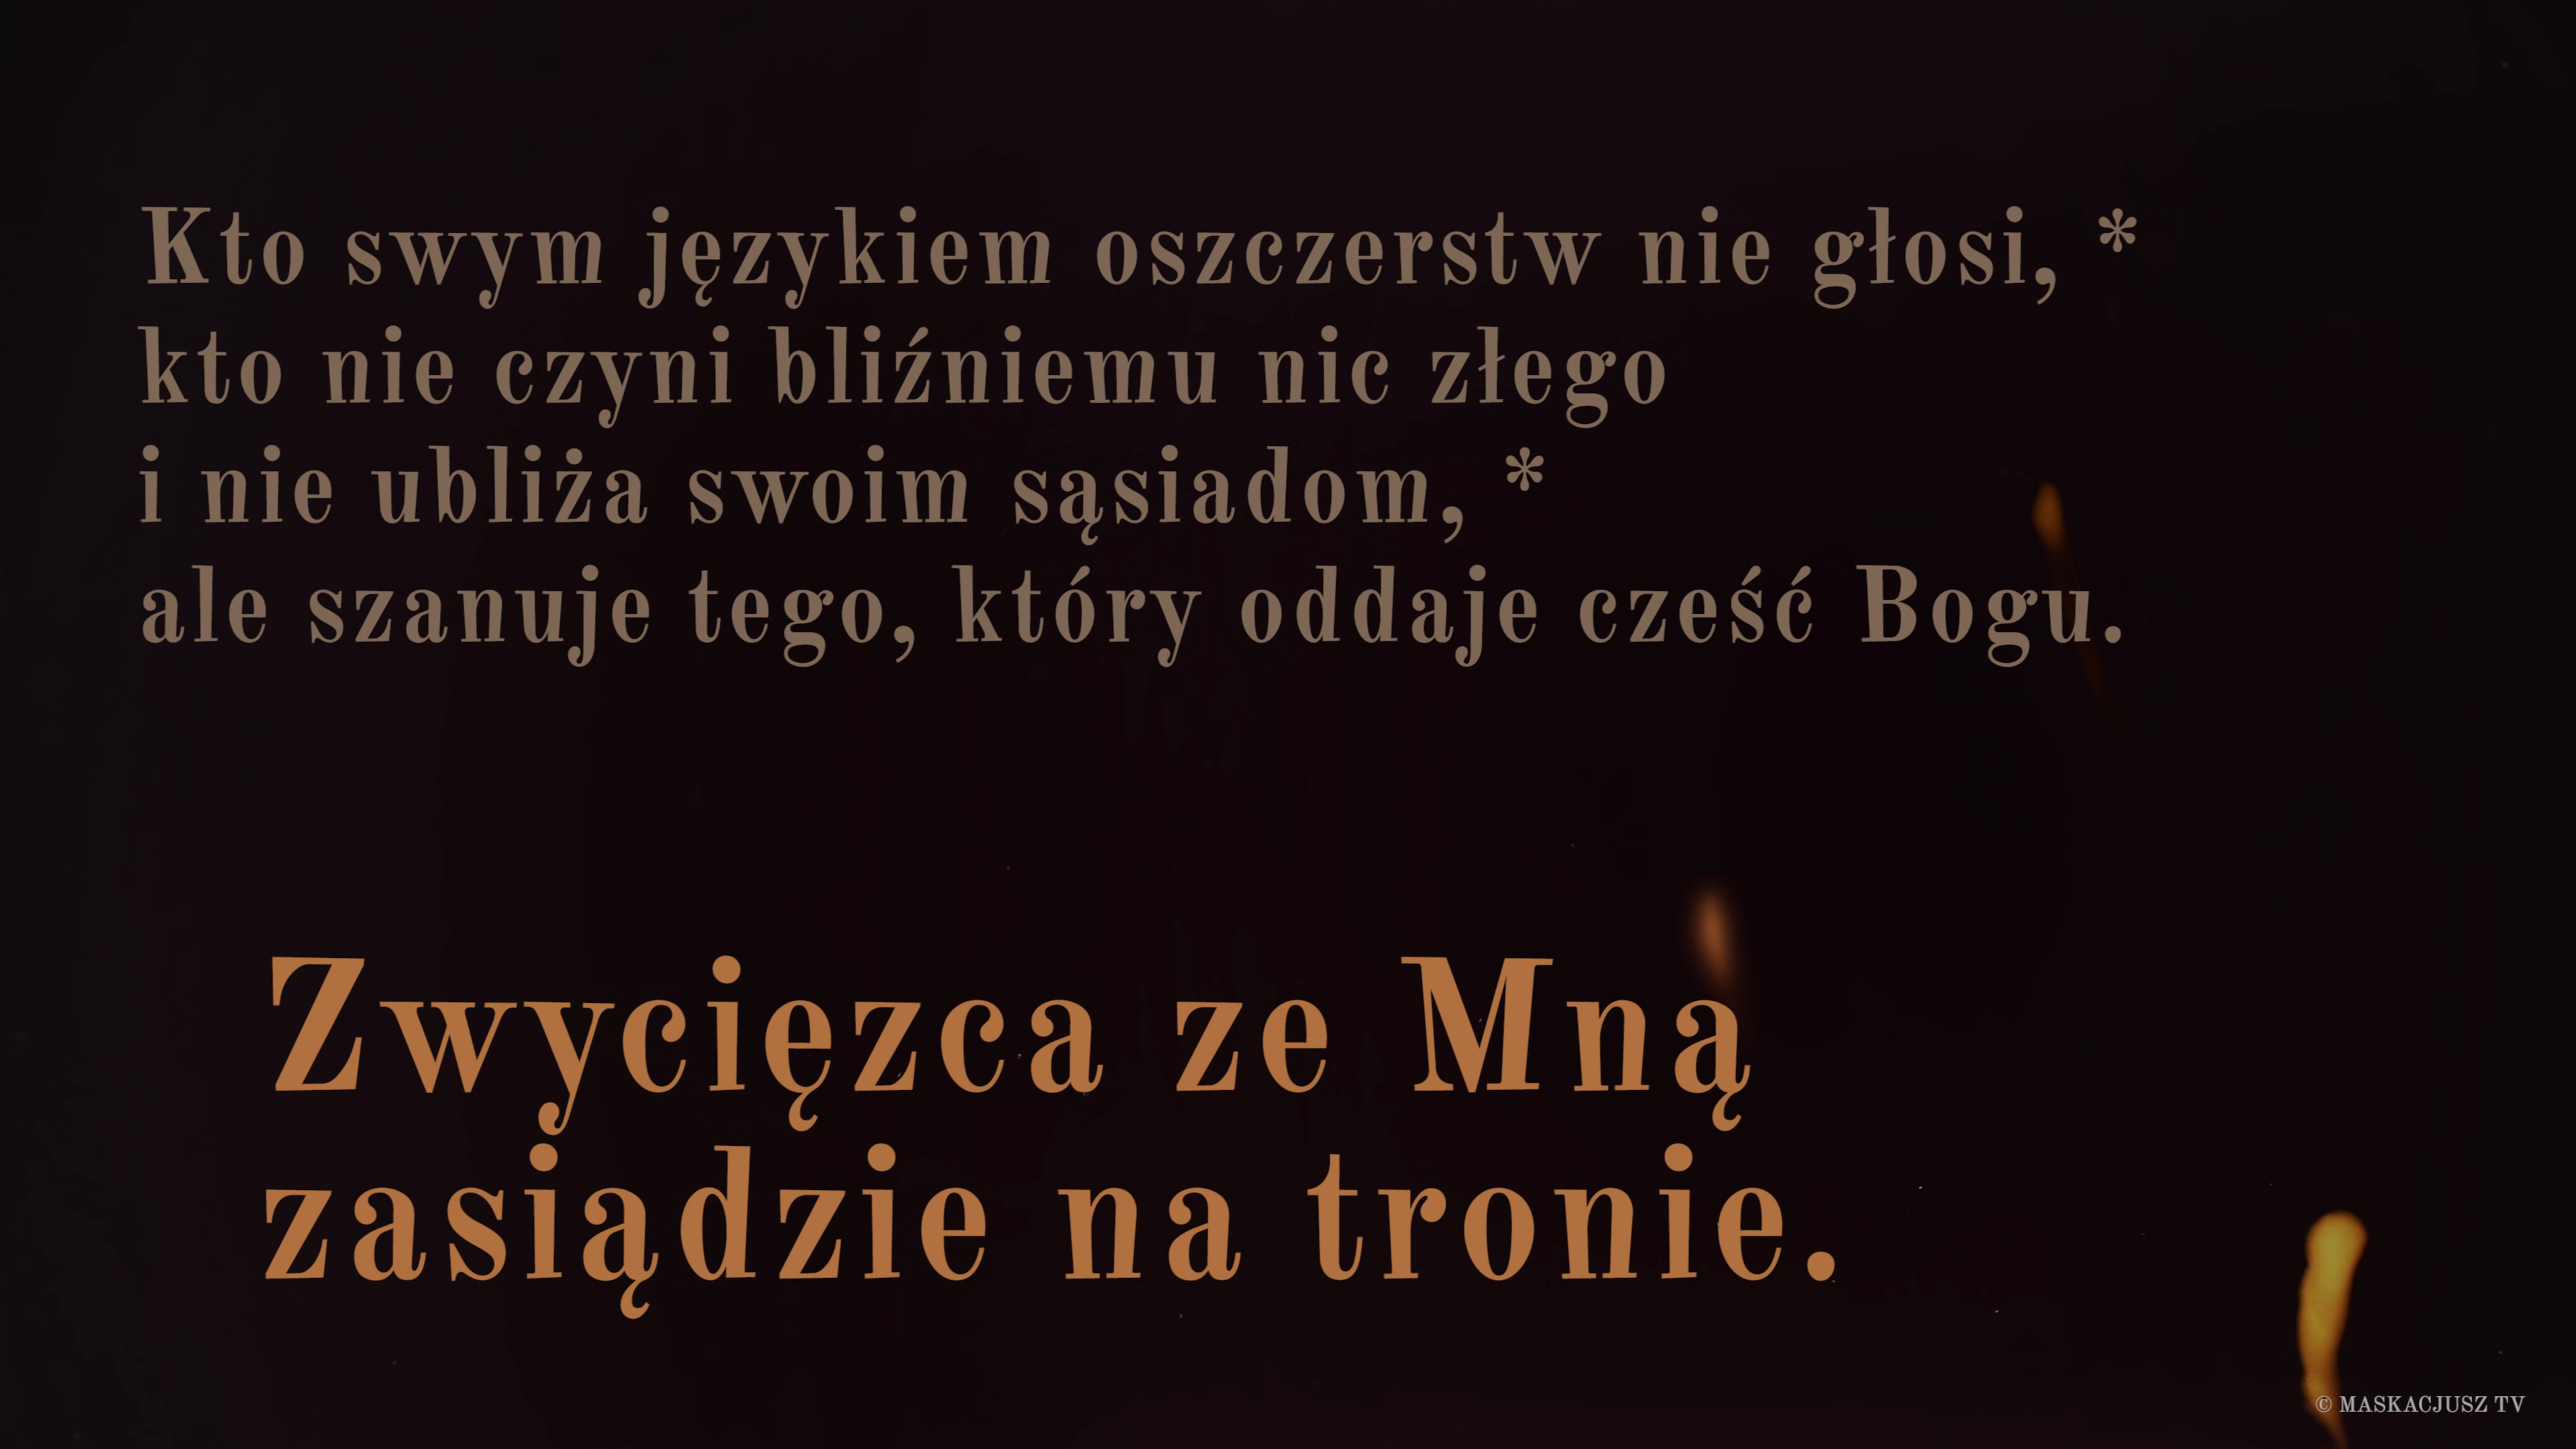 Kto swym językiem oszczerstw nie głosi, *
kto nie czyni bliźniemu nic złego
i nie ubliża swoim sąsiadom, *
ale szanuje tego, który oddaje cześć Bogu.
Zwycięzca ze Mną
zasiądzie na tronie.
© MASKACJUSZ TV